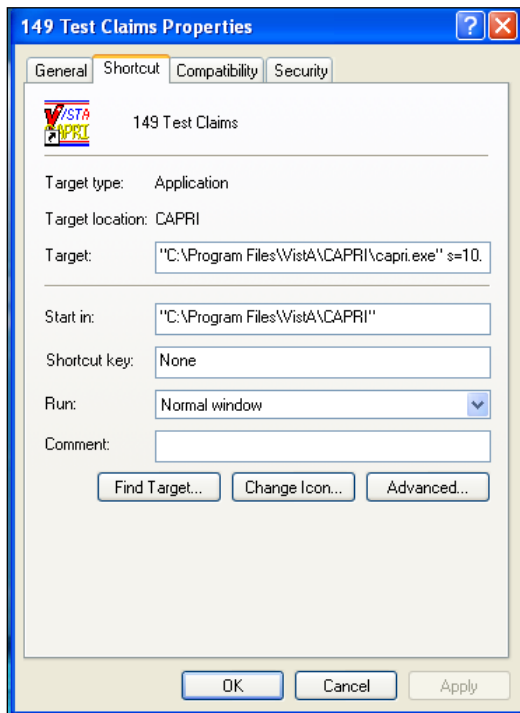 149 Test Claims Properties
General Shortcut Compatibility Security
VISTA
CAPRI
149 Test Claims
Target type: Application
Target location: CAPRI
Target: "C:\Program Files\VistA\CAPRI\capri.exe" s=10.
Start in: "C:\Program Files\VistA\CAPRI"
Shortcut key: None
Run: Normal window
Comment:
Find Target... Change Icon... Advanced...
OK Cancel Apply